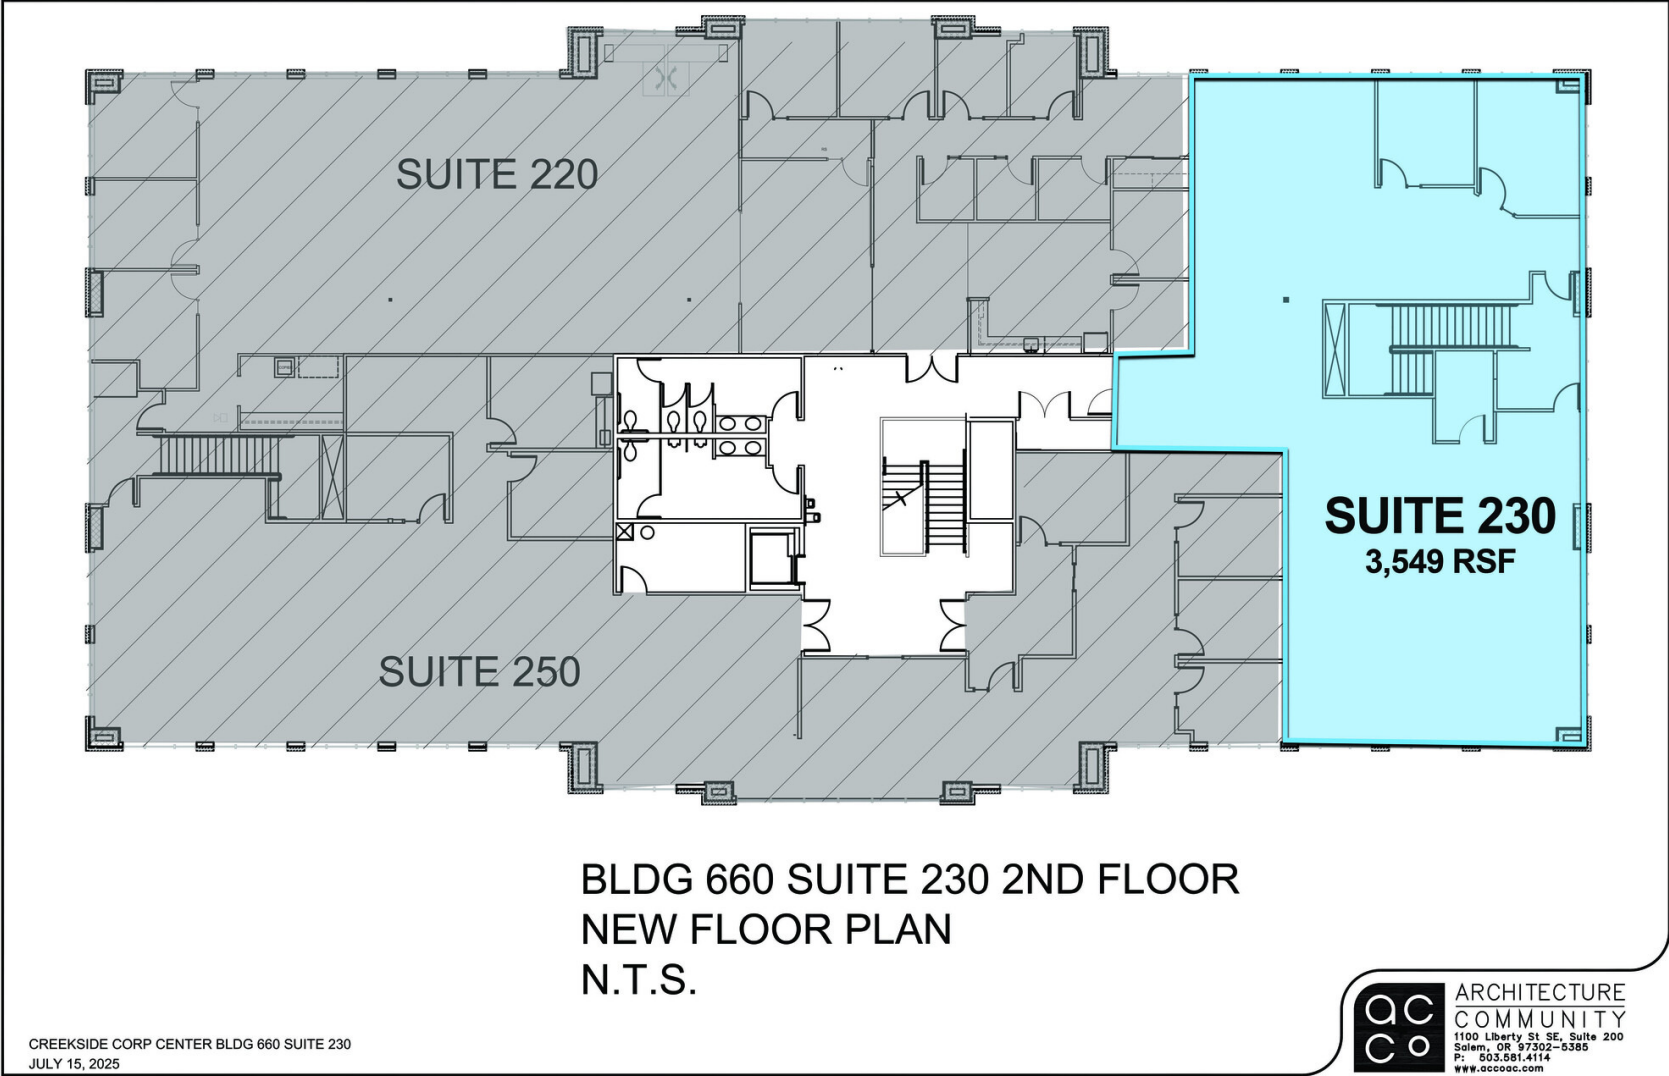 SUITE 220
SUITE 230
3,549 RSF
SUITE 250
BLDG 660 SUITE 230 2ND FLOOR
NEW FLOOR PLAN
N.T.S.
CREEKSIDE CORP CENTER BLDG 660 SUITE 230
JULY 15, 2025
ac
co
ARCHITECTURE
COMMUNITY
1100 Liberty St SE, Suite 200
Salem, OR 97302-5385
P: 503.581.4114
www.accoac.com